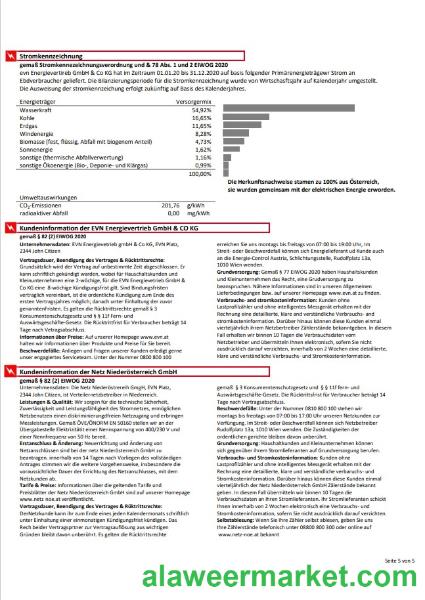 Stromkennzeichnung
gemäß Stromkennzeichnungsverordnung und & 78 Abs. 1 und 2 EIWOG 2020
evn Energievertrieb GmbH & Co KG hat im Zeitraum 01.01.20 bis 31.12.2020 auf basis folgender Primärenergieträger Strom an
Endverbraucher geliefert. Die Bilanzierungsperiode für die Stromkennzeichnung wurde von Wirtschaftsjahr auf Kalenderjahr umgestellt.
Die Ausweisung der stromkennzeichnung erfolgt zukünftig auf Basis des Kalenderjahres.
Energieträger Versorgermix
Wasserkraft 54,92%
Kohle 16,65%
Erdgas 11,65%
Windenergie 8,28%
Biomasse (fest, flüssig, Abfall mit biogenem Anteil) 4,73%
Sonnenenergie 1,62%
sonstige (thermische Abfallverwertung) 1,16%
sonstige Ökoenergie (Bio-, Deponie- und Klärgas) 0,99%
100,00%
Die Herkunftsnachweise stamen zu 100% aus Österreich,
sie wurden gemeinsam mit der elektrischen Energie erworben.
Umweltauswirkungen
CO₂-Emissionen 201,76 g/kWh
radioaktiver Abfall 0,00 mg/kWh
Kundeninformation der EVN Energievertrieb GmbH & CO KG
gemäß § 82 (2) EIWOG 2020
Unternehmensdaten: EVN Energievertrieb gmbH & Co KG, EVN Platz,
2344 John Citizen
Vertragsdauer, Beendigung des Vertrages & Rücktrittsrechte:
Grundsätzlich wird der Vertrag auf unbestimmte Zeit abgeschlossen. Er
kann schriftlich gekündigt werden, wobei für Haushaltskunden und
Kleinunternehmen eine 2-wöchige, für die EVN Energievertrieb GmbH &
Co KG eine 8-wöchige Kündigungsfrist gilt. Sind Bindungsfristen
vertraglich vereinbart, ist die ordentliche Kündigung zum Ende des
ersten Vertragsjahres möglich; danach unter Einhaltung der zuvor
genannten Fristen. Es gelten die Rücktrittsrechte gemäß § 3
Konsumentenschutzgesetz und § § 11f Fern- und
Auswärtsgeschäfte-Gesetz. Die Rücktrittsfrist für Verbraucher beträgt 14
Tage nach Vertragsabschluss.
Informationen über Preise: Auf unserer Homepage www.evn.at
halten wir Informationen über Produkte und Preise für Sie bereit.
Beschwerdefälle: Anliegen und Fragen unserer Kunden erledigt gerne
unser engagiertes Serviceteam. Unter der Nummer 0800 800 100
erreichen Sie uns montags bis freitags von 07:00 bis 19:00 Uhr, Im
Streit- oder Beschwerdefall können sich Energielieferant und Kunde auch
an die Energie-Control Austria, Schlichtungsstelle, Rudolfplatz 13a,
1010 Wien wenden.
Grundversorgung: Gemäß § 77 EIWOG 2020 haben Haushaltskunden
und Kleinunternehmen das Recht, eine Grundversorgung zu
beanspruchen. Nähere Informationen sind in unseren Allgemeinen
Lieferbedingungen bzw. auf unserer Homepage www.evn.at zu finden.
Verbrauchs- und stromkosteninformation: Kunden ohne
Lastprofilzähler und ohne intelligentes Messgerät erhalten mit der
Rechnung eine detaillierte, klare und verständliche Verbrauchs- und
stromkosteninformation. Darüber hinaus können diese Kunden einmal
vierteljährlich ihren Netzbetreiber Zählerstände bekanntgeben. In diesem
Fall erhalten wir binnen 10 Tagen die Verbrauchsdaten vom
Netzbetreiber und übermitteln Ihnen elektronisch, sofern Sie nicht
ausdrücklich darauf verzichten, innerhalb von zwei Wochen eine detaillierte,
klare und verständliche Verbrauchs- und Stromkosteninformation.
Kundeninformation der Netz Niederösterreich GmbH
gemäß § 82 (2) EIWOG 2020
Unternehmensdaten: Die Netz Niederösterreich GmbH, EVN Platz,
2344 John Citizen, ist Verteilernetzbetreiber in Niederösterreich.
Leistungen & Qualität: Wir sorgen für die technische Sicherheit,
Zuverlässigkeit und Leistungsfähigkeit des Stromnetzes, ermöglichen
Netzbenutzern einen diskriminierungsfreien Netzzugang und erbringen
Messleistungen. Gemäß ÖVE/ÖNORM EN 50160 stellen wir an der
Übergabestelle Elektrizität einer Nennspannung von 400/230 V und
einer Nennfrequenz von 50 Hz bereit.
Erstanschluss & Änderung: Neuerrichtung und Änderung von
Netzanschlüssen sind bei der netz Niederösterreich GmbH zu
beantragen. innerhalb von 14 Tagen nach Vorliegen des vollständigen
Antrages stimmen wir die weitere Vorgehensweise, insbesondere die
voraussichtliche Dauer der Errichtung des Netzanschlusses, mit dem
Netzkunden ab.
Tarife & Preise: Informationen über die geltenden Tarife und
Preisblätter der Netz Niederösterreich GmbH sind auf unserer Homepage
www.netz-noe.at veröffentlicht.
Vertragsdauer, Beendigung des Vertrages & Rücktrittsrechte:
DerNetzkunde kann ihr zum Ende eines jeden Kalendermonats schriftlich
unter Einhaltung einer einmonatigen Kündigungsfrist kündigen. Das
Recht beider Vertragspartner zur Vertragsauflösung aus wichtigen
Gründen bleibt davon unberührt. Es gelten die Rücktrittsrechte
gemäß § 3 Konsumentenschutzgesetz und § § 11f fern- und
Auswärtsgeschäfte-Gesetz. Die Rücktrittsfrist für Verbraucher beträgt 14
Tage nach Vertragsabschluss.
Beschwerdefälle: Unter der Nummer 0810 800 100 stehen wir
montags bis freitags von 07:00 bis 17:00 Uhr unseren Netzkunden zur
Verfügung. Im Streit- oder Beschwerdefall können sich Netzbetreiber
Rudolfplatz 13a, 1010 Wien wenden. Die Zuständigkeiten der
ordentlichen gerichte bleiben davon unberührt.
Grundversorgung: Haushaltkunden and Kleinunternehmen können
sich gegenüber ihrem Stromlieferanten auf Grundversorgung berufen.
Verbrauchs- und Stromkosteninformation: Kunden ohne
Lastprofilzähler und ohne intelligentes Messgerät erhalten mit der
Rechnung eine detaillierte, klare und verständliche verbrauchs- und
stromkosteninformation. Darüber hinaus können diese Kunden einmal
vierteljährlich der Netz Niederösterreich GmbH Zälerstände bekannt
geben. In diesem Fall übermitteln wir binnen 10 Tagen die
Verbrauchsdaten an Ihren Stromlieferanten. Ihr Stromlieferanten schickt
Ihnen innerhalb von 2 Wochen elektronisch eine Verbrauchs- und
Stromkosteninformation, sofern Sie nicht ausdrücklich darauf verzichten.
Selbstablesung: Wenn Sie Ihre Zähler selbst ablesen, geben Sie uns
Ihre Zählerstände telefonisch unter 08800 800 300 oder online auf
www-netz-noe.at bekannt
Seite 5 von 5
alaweermarket.com